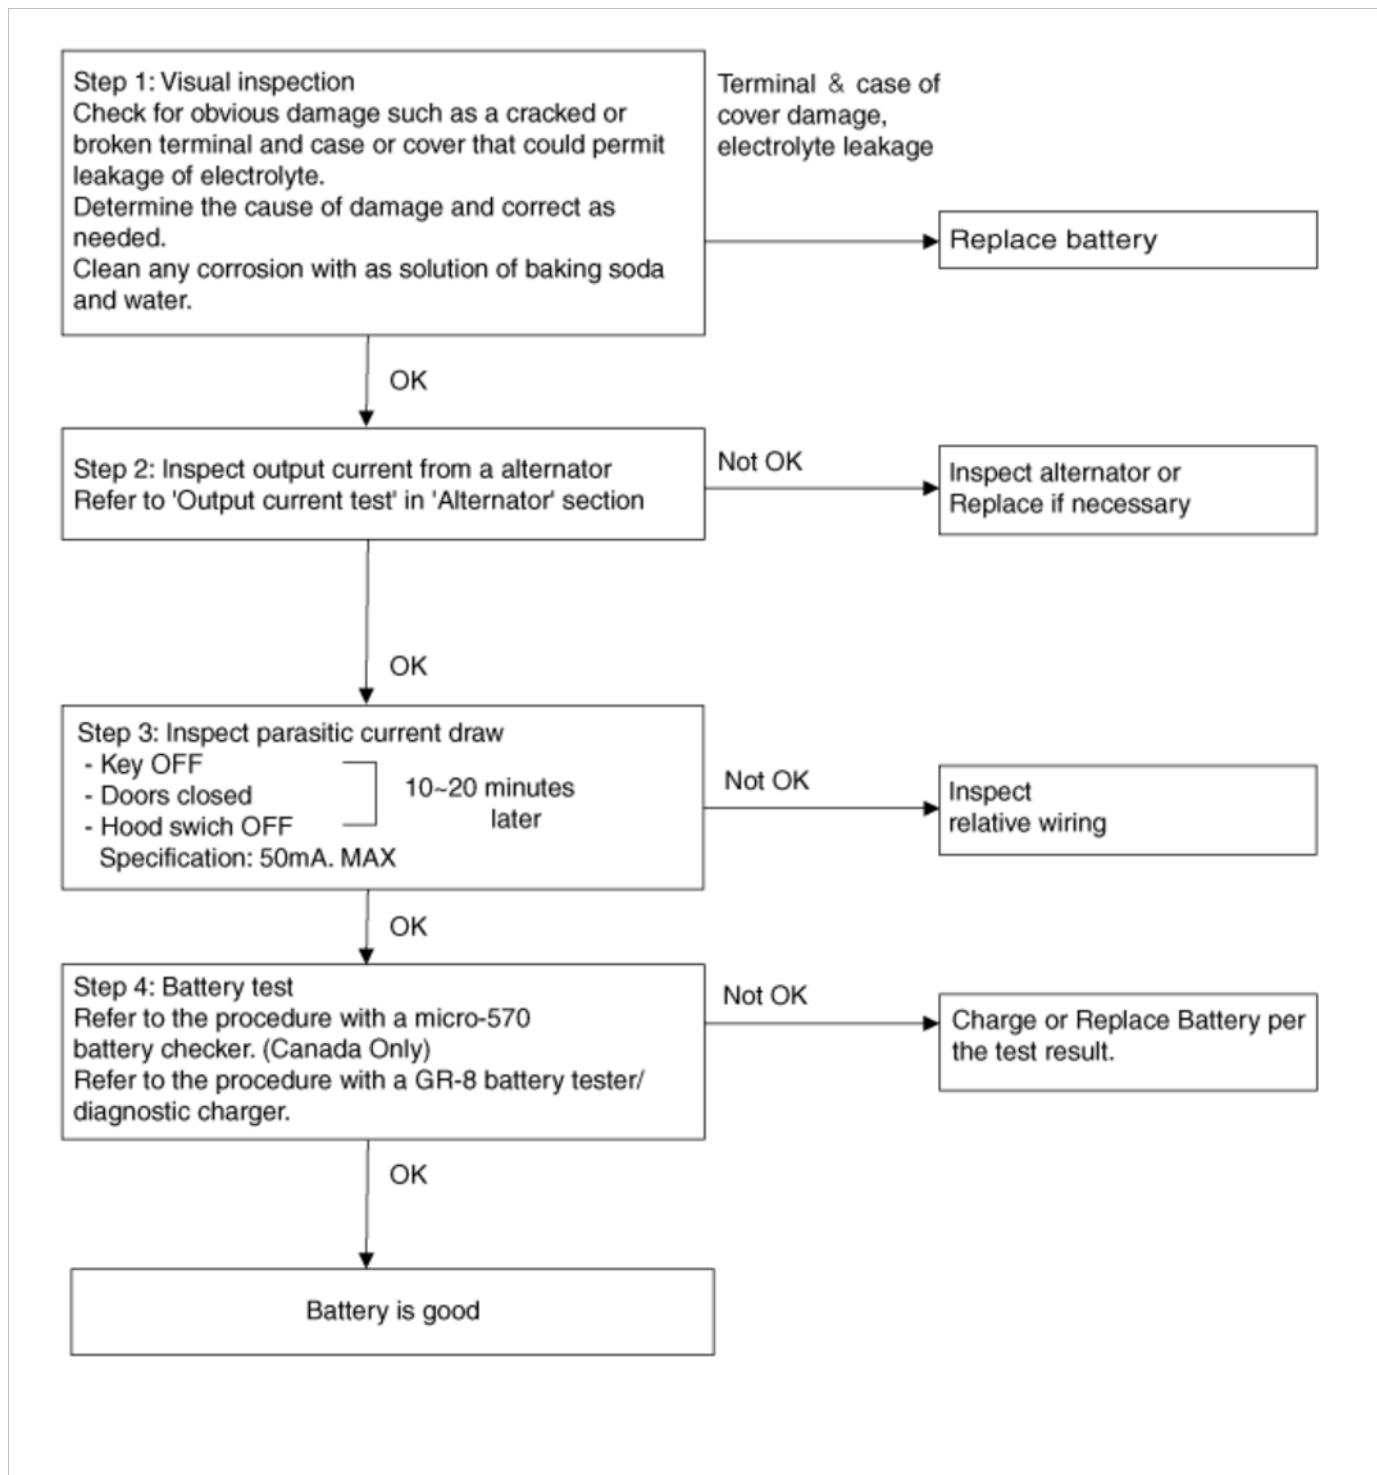 Step 1: Visual inspection
Check for obvious damage such as a cracked or
broken terminal and case or cover that could permit
leakage of electrolyte.
Determine the cause of damage and correct as
needed.
Clean any corrosion with as solution of baking soda
and water.
Terminal & case of
cover damage,
electrolyte leakage
Replace battery
OK
Step 2: Inspect output current from a alternator
Refer to 'Output current test' in 'Alternator' section
Not OK
Inspect alternator or
Replace if necessary
OK
Step 3: Inspect parasitic current draw
- Key OFF
- Doors closed
- Hood swich OFF
10~20 minutes
later
Specification: 50mA. MAX
Not OK
Inspect
relative wiring
OK
Step 4: Battery test
Refer to the procedure with a micro-570
battery checker. (Canada Only)
Refer to the procedure with a GR-8 battery tester/
diagnostic charger.
Not OK
Charge or Replace Battery per
the test result.
OK
Battery is good